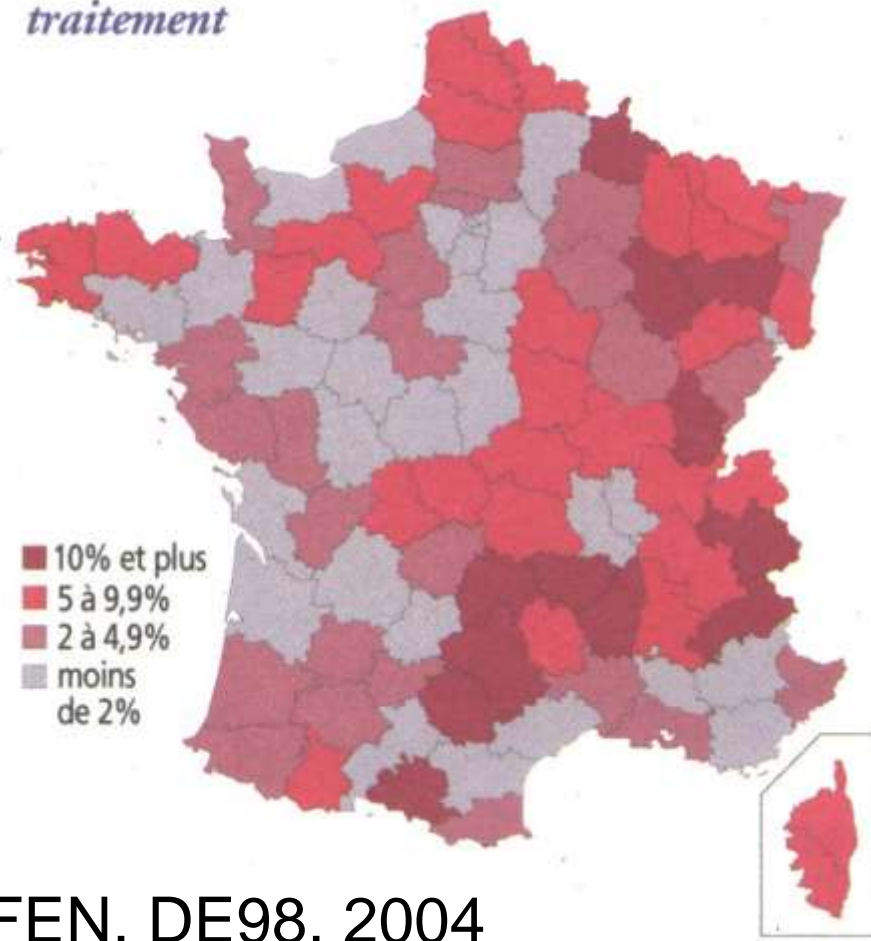 traitement
10% et plus
5 à 9,9%
2 à 4,9%
moins
de 2%
FEN. DE98. 2004